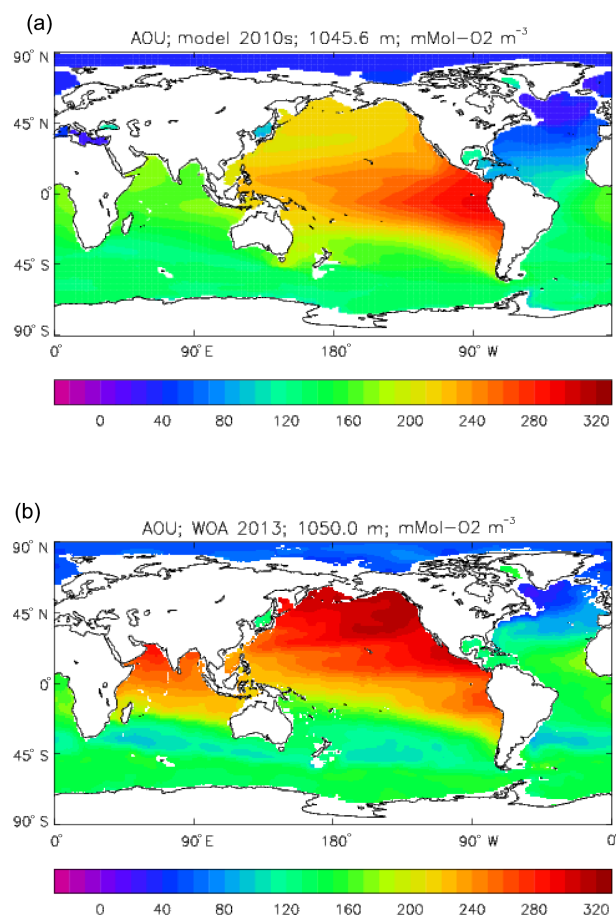 (a)
AOU; model 2010s; 1045.6 m; mMol−O2 m⁻³
90° N
45°
0°
45°
90° S
0° 90° E 180 90° W
0 40 80 120 160 200 240 280 320
(b)
AOU; WOA 2013; 1050.0 m; mMol−O2 m⁻³
90° N
45°
0°
45°
90° S
0° 90° E 180 90° W 0°
0 40 80 120 160 200 240 280 320